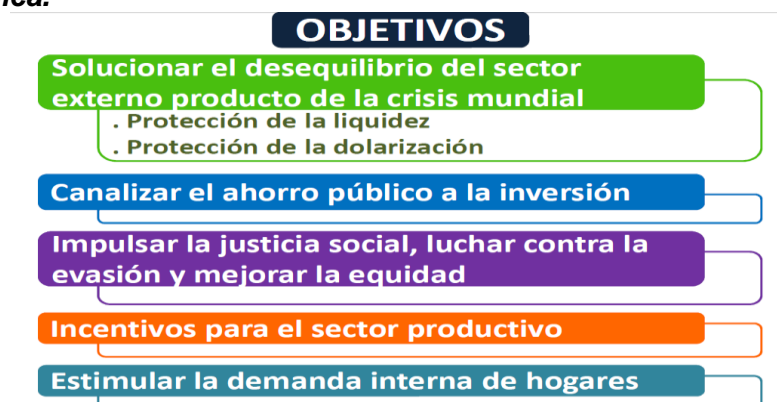 OBJETIVOS
Solucionar el desequilibrio del sector
externo producto de la crisis mundial
. Protección de la liquidez
. Protección de la dolarización
Canalizar el ahorro público a la inversión
Impulsar la justicia social, luchar contra la
evasión y mejorar la equidad
Incentivos para el sector productivo
Estimular la demanda interna de hogares